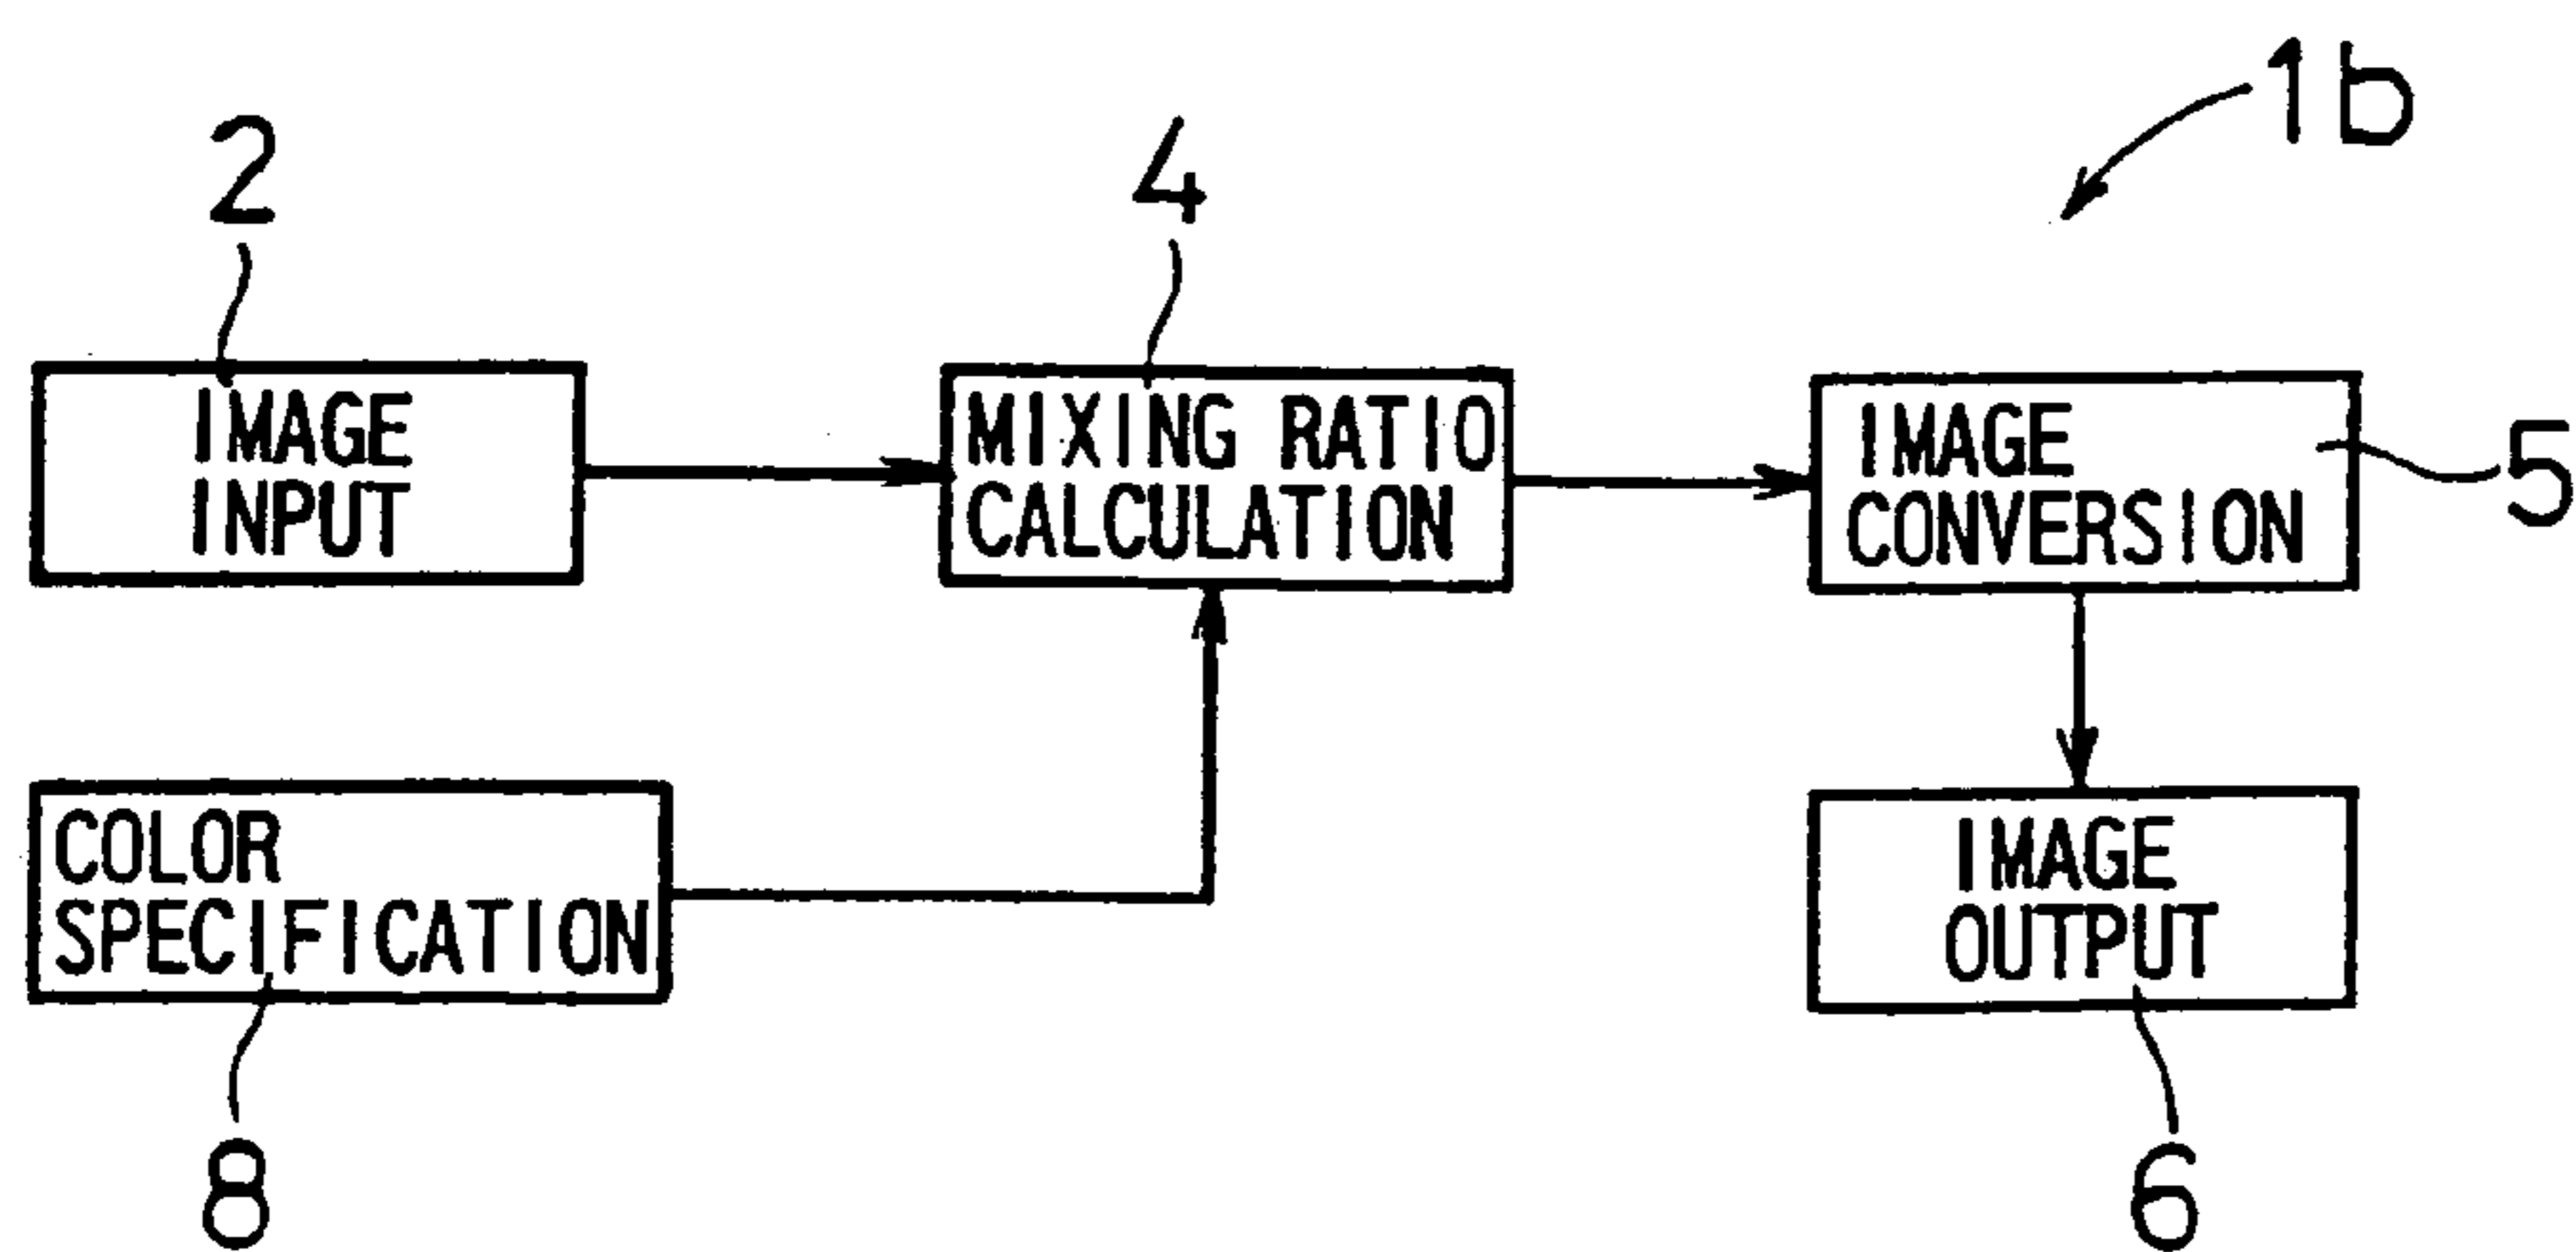 1b
2
4
IMAGE
INPUT
MIXING RATIO
CALCULATION
IMAGE
CONVERSION
5
COLOR
SPECIFICATION
IMAGE
OUTPUT
8
6